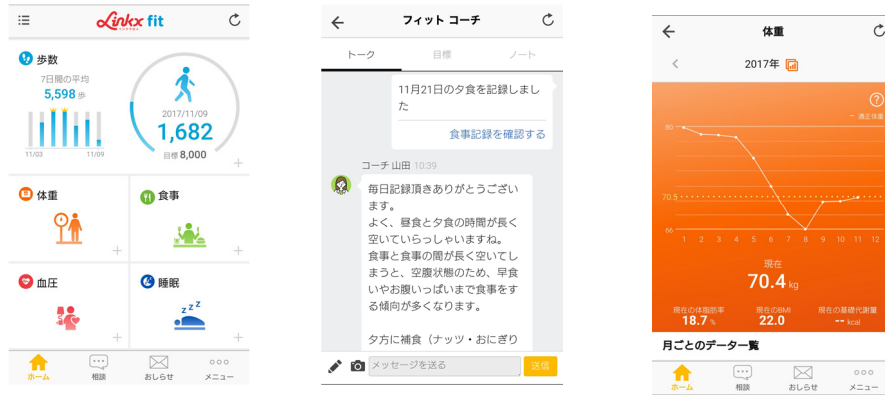 Linkx fit
歩数
7日間の平均
5,598 歩
11/03
11/09
2017/11/09
1,682
目標 8,000
体重
食事
血圧
睡眠
zzz
ホーム
相談
おしらせ
メニュー
フィット コーチ
トーク
目標
ノート
11月21日の夕食を記録しまし
た
食事記録を確認する
コーチ 山田 10:39
毎日記録頂きありがとうござい
ます。
よく、昼食と夕食の時間が長く
空いていらっしゃいますね。
食事と食事の間が長く空いてし
まうと、空腹状態のため、早食
いやお腹いっぱいまで食事をす
る傾向が多くなります。
夕方に補食（ナッツ・おにぎり
メッセージを送る
送信
体重
2017年
?
適正体重
80
70.5
66
1 2 3 4 5 6 7 8 9 10 11 12
現在
70.4 kg
現在の体脂肪率
18.7 %
現在のBMI
22.0
現在の基礎代謝量
-- kcal
月ごとのデータ一覧
ホーム
相談
おしらせ
メニュー